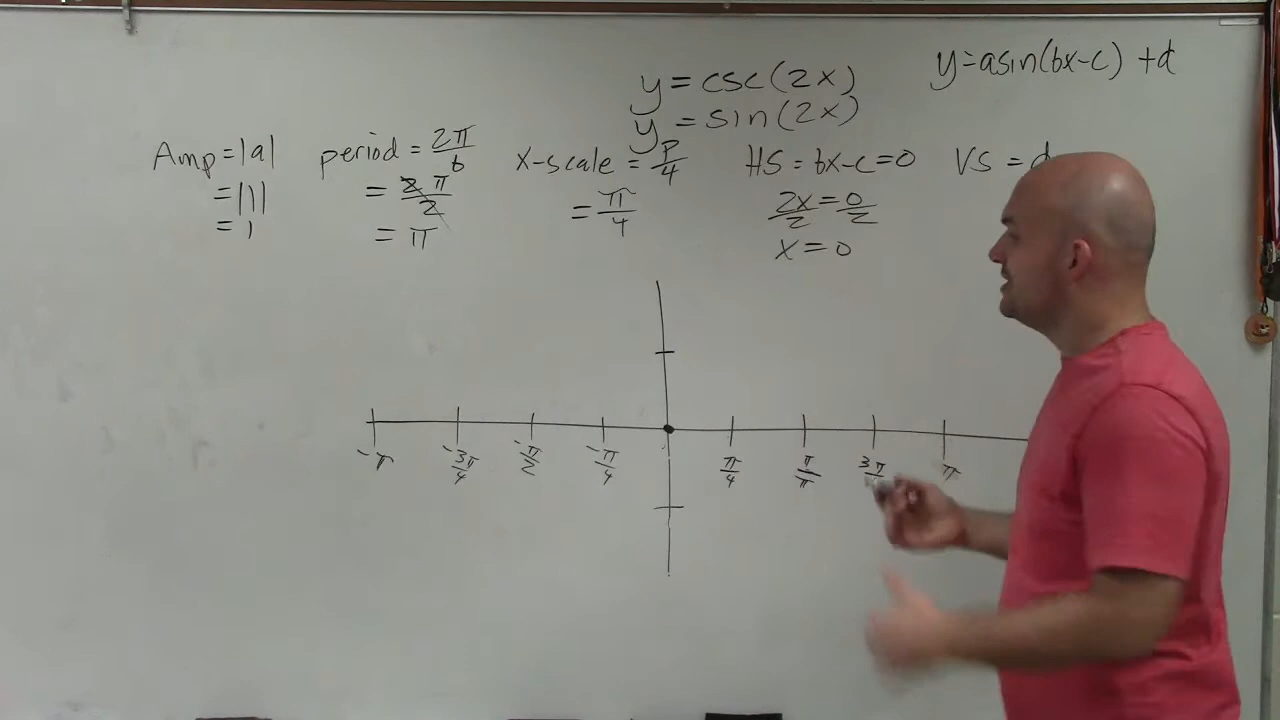 y=asin(bx-c) +d
y = csc(2x)
y = sin(2x)
Amp=|a|
=|1|
= 1
period = 2π/b
= 2π/2
= π
x-scale = P/4
= π/4
HS = bx-c=0
2x/2 = 0/2
x=0
VS = d
-π -3π/4 -π/2 -π/4 π/4 π/π 3π/4 π